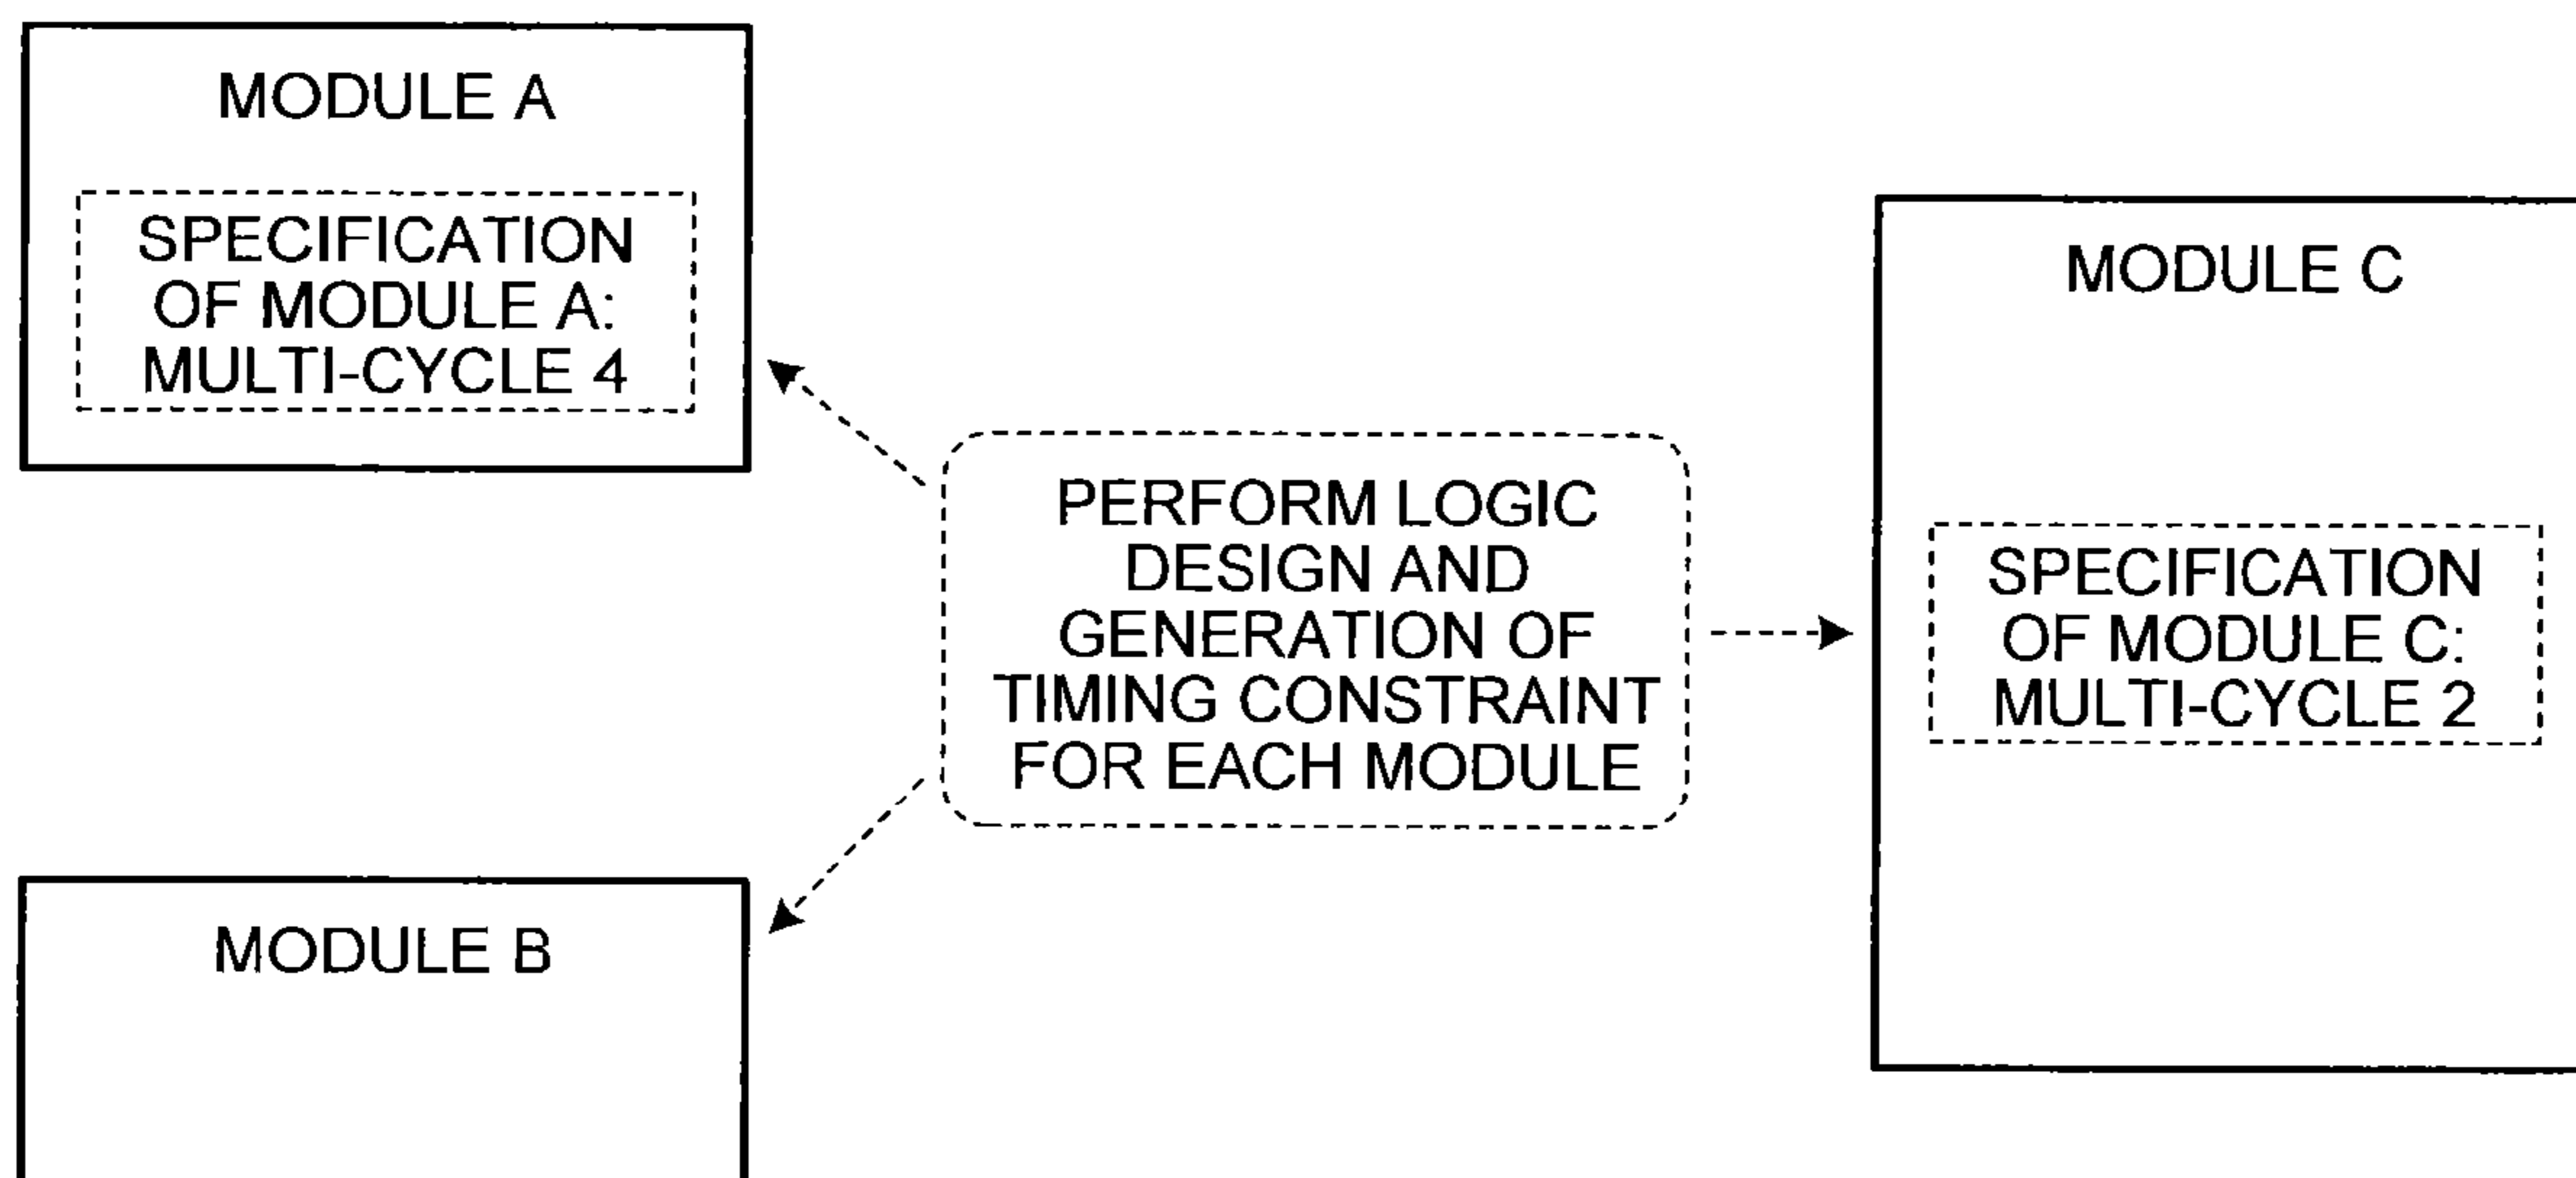 MODULE A
SPECIFICATION
OF MODULE A:
MULTI-CYCLE 4
PERFORM LOGIC
DESIGN AND
GENERATION OF
TIMING CONSTRAINT
FOR EACH MODULE
MODULE C
SPECIFICATION
OF MODULE C:
MULTI-CYCLE 2
MODULE B